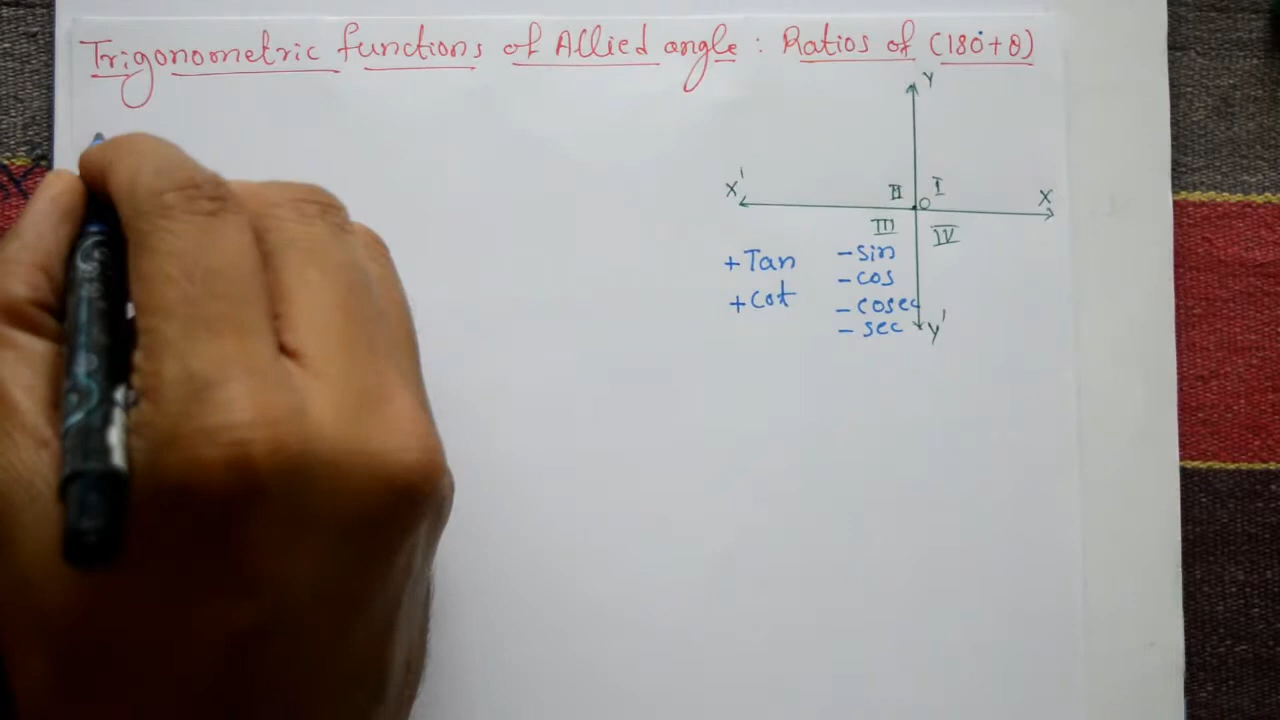 Trigonometric functions of Allied angle : Ratios of (180°+θ)
Y
X' II I X
O
III IV
+Tan -sin
-cos
+cot -cosec
-sec Y'